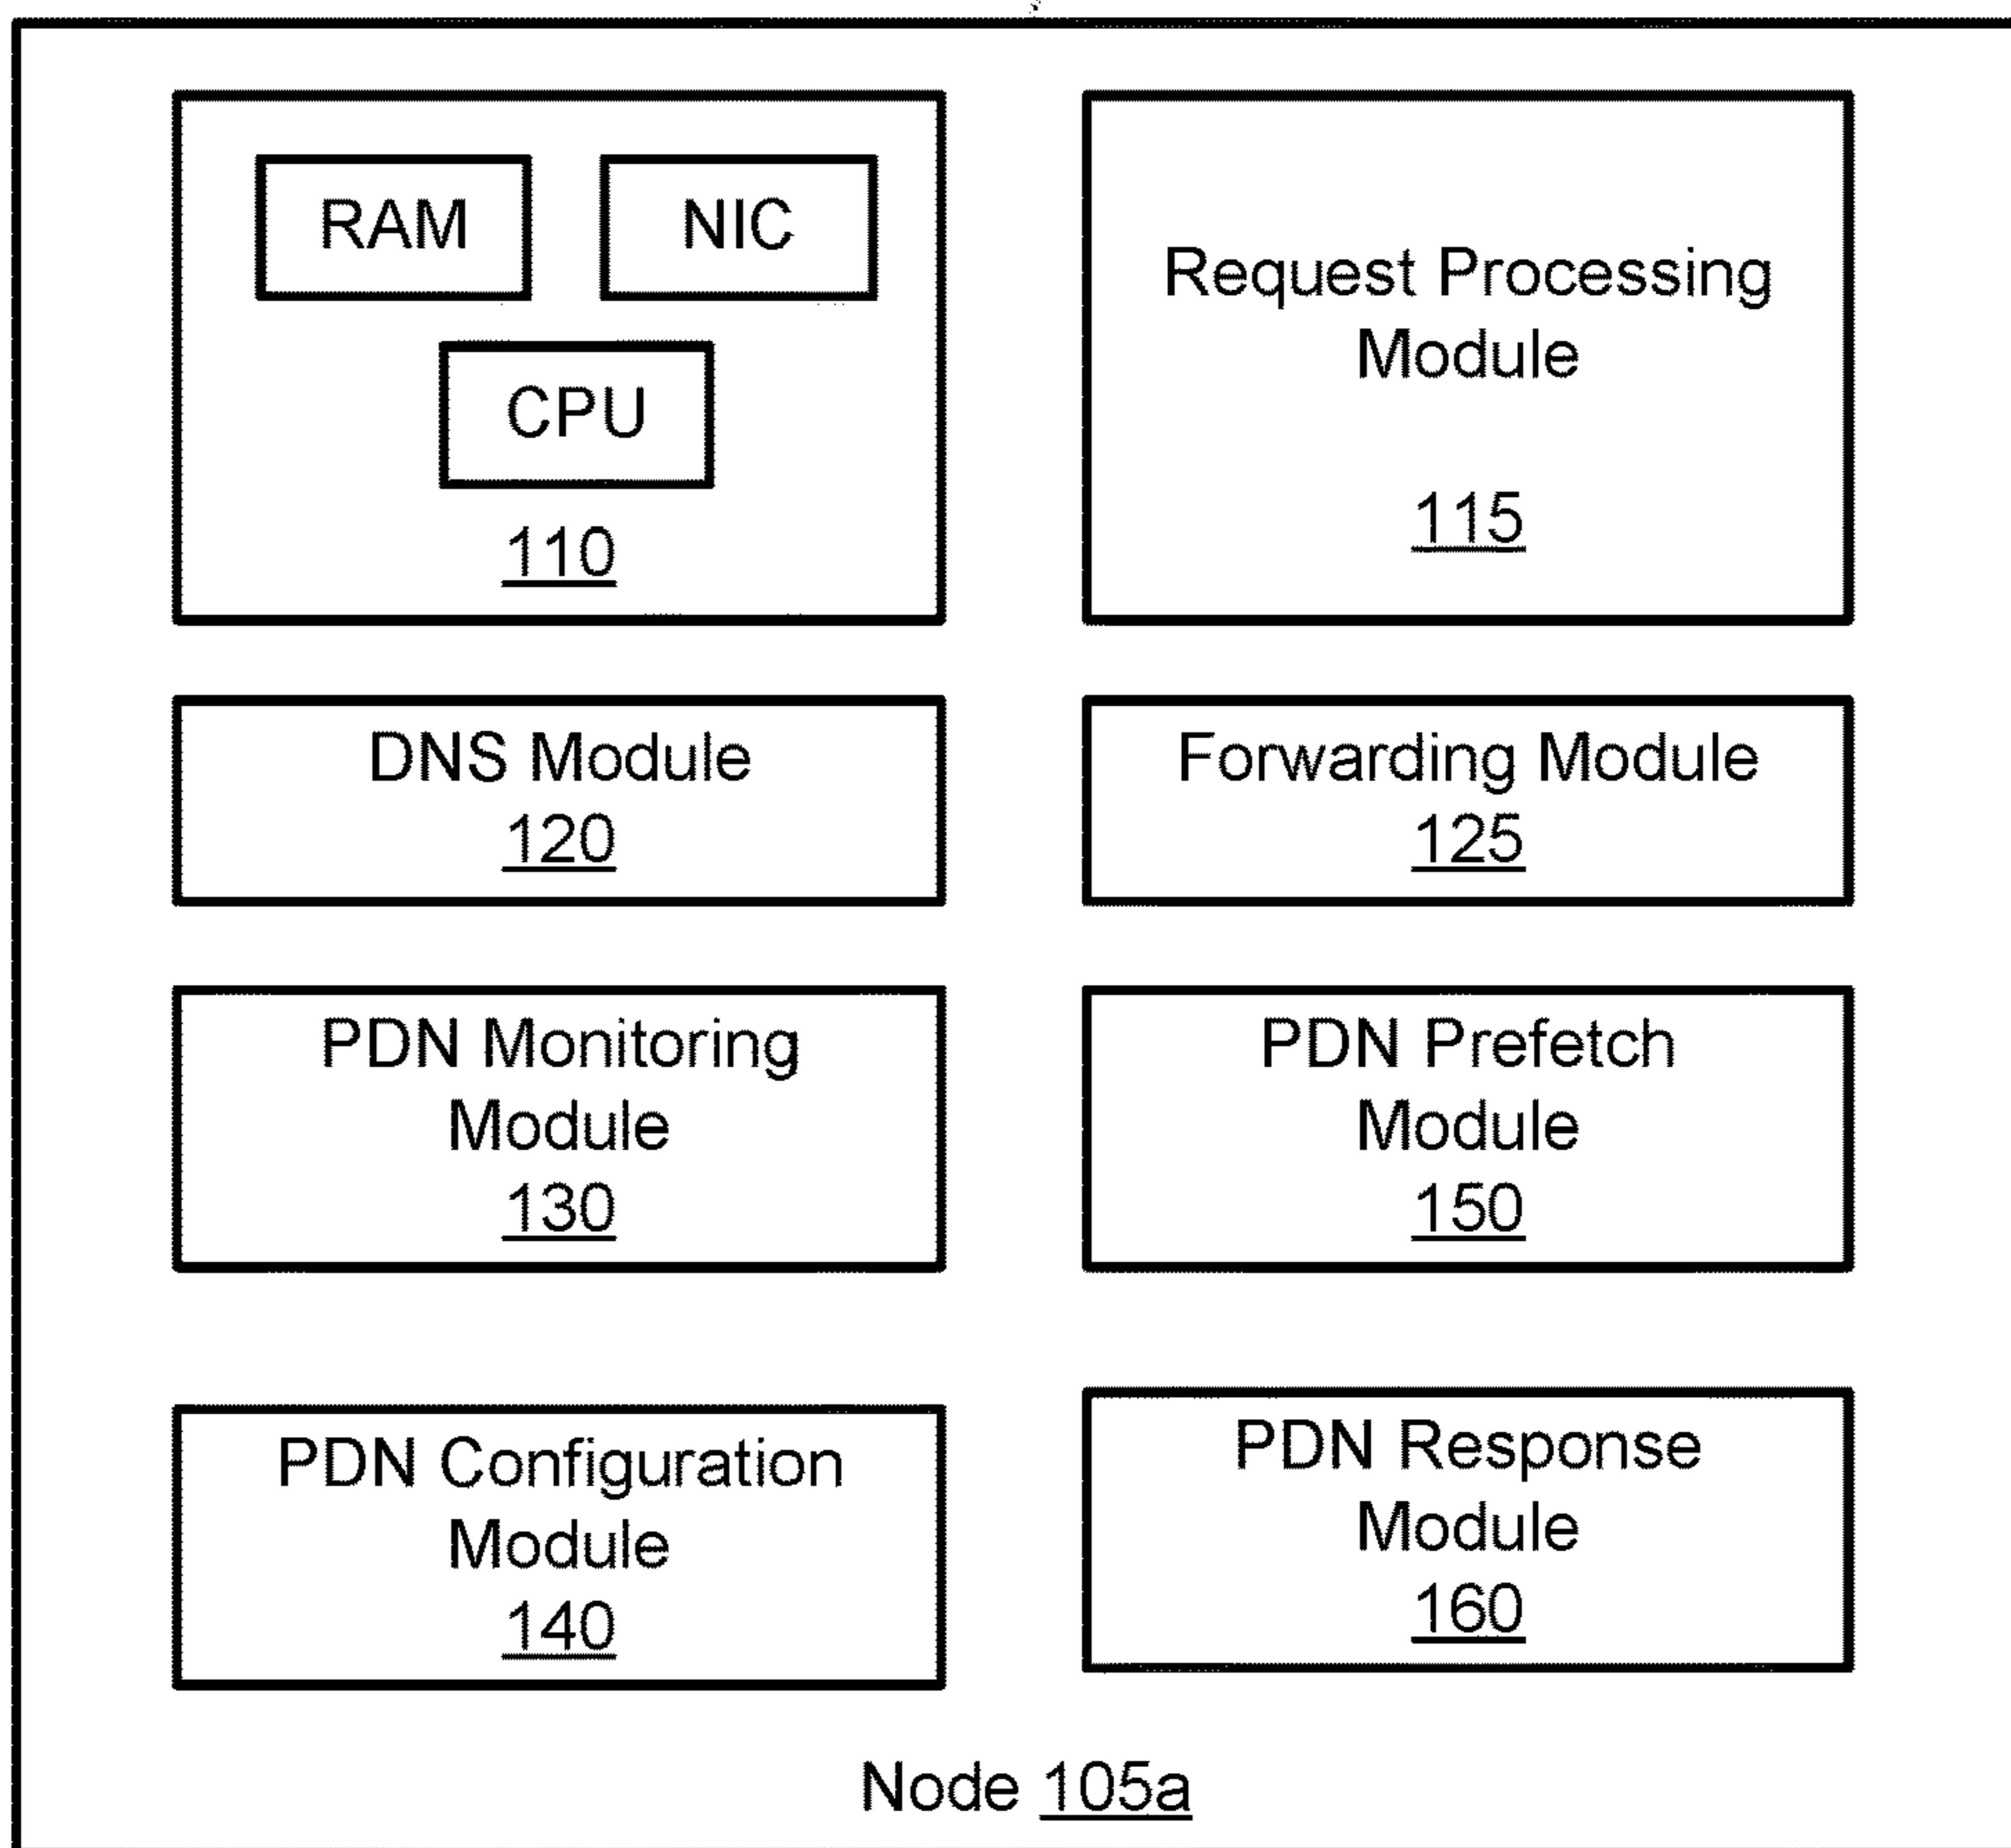 RAM
NIC
CPU
110
Request Processing
Module
115
DNS Module
120
Forwarding Module
125
PDN Monitoring
Module
130
PDN Prefetch
Module
150
PDN Configuration
Module
140
PDN Response
Module
160
Node 105a